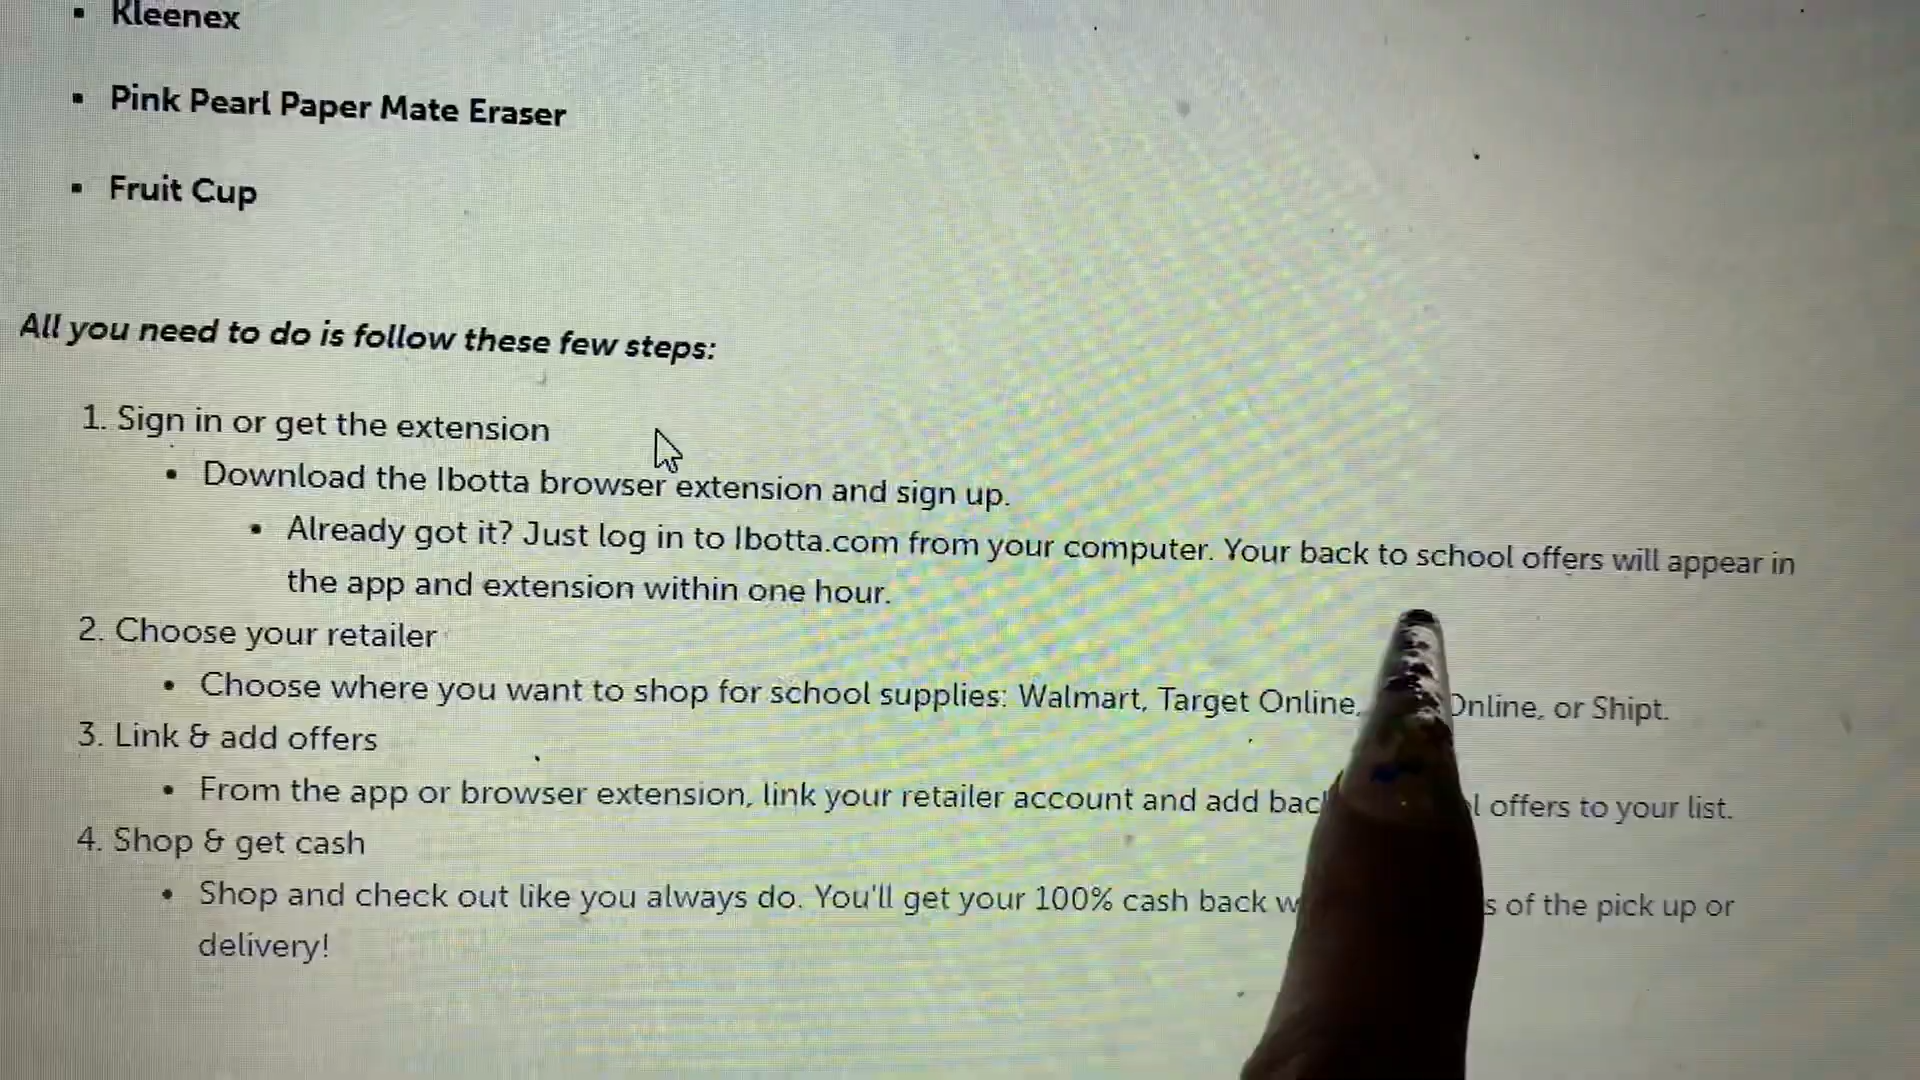 ▪ Kleenex
▪ Pink Pearl Paper Mate Eraser
▪ Fruit Cup
All you need to do is follow these few steps:
1. Sign in or get the extension
• Download the Ibotta browser extension and sign up.
• Already got it? Just log in to Ibotta.com from your computer. Your back to school offers will appear in
the app and extension within one hour.
2. Choose your retailer
• Choose where you want to shop for school supplies: Walmart, Target Online, Online, or Shipt.
3. Link & add offers
• From the app or browser extension, link your retailer account and add offers to your list.
4. Shop & get cash
• Shop and check out like you always do. You'll get your 100% cash back of the pick up or
delivery!